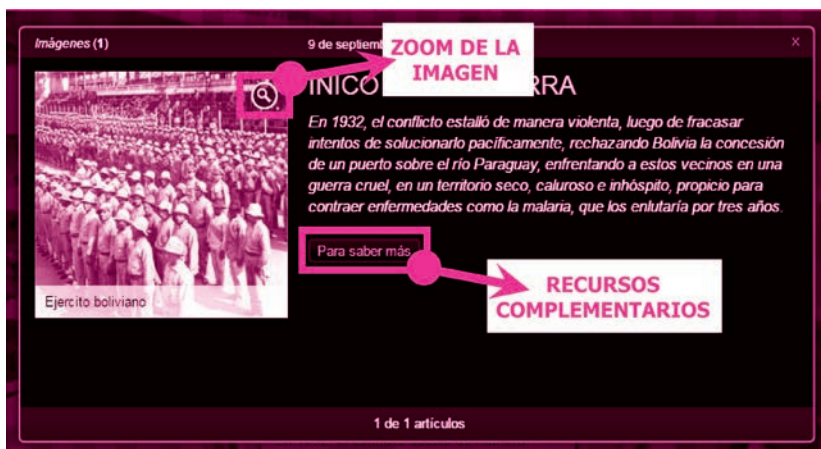 Imágenes (1)
9 de septiemb
ZOOM DE LA
IMAGEN
INICO
RRA
En 1932, el conflicto estalló de manera violenta, luego de fracasar
intentos de solucionarlo pacíficamente, rechazando Bolivia la concesión
de un puerto sobre el río Paraguay, enfrentando a estos vecinos en una
guerra cruel, en un territorio seco, caluroso e inhóspito, propicio para
contraer enfermedades como la malaria, que los enlutaría por tres años.
Para saber más
RECURSOS
COMPLEMENTARIOS
Ejercito boliviano
1 de 1 artículos